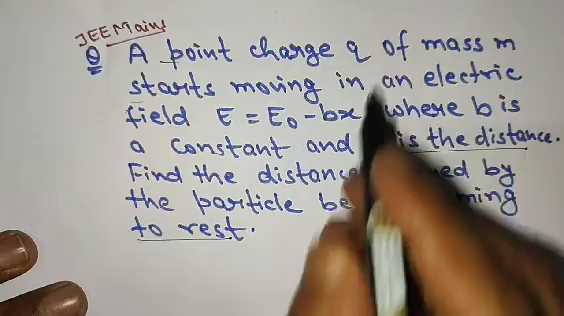 JEE Mains
Q A point charge q of mass m
starts moving in an electric
field E = E₀ - bx where b is
a constant and is the distance.
Find the distance by
the particle
to rest.